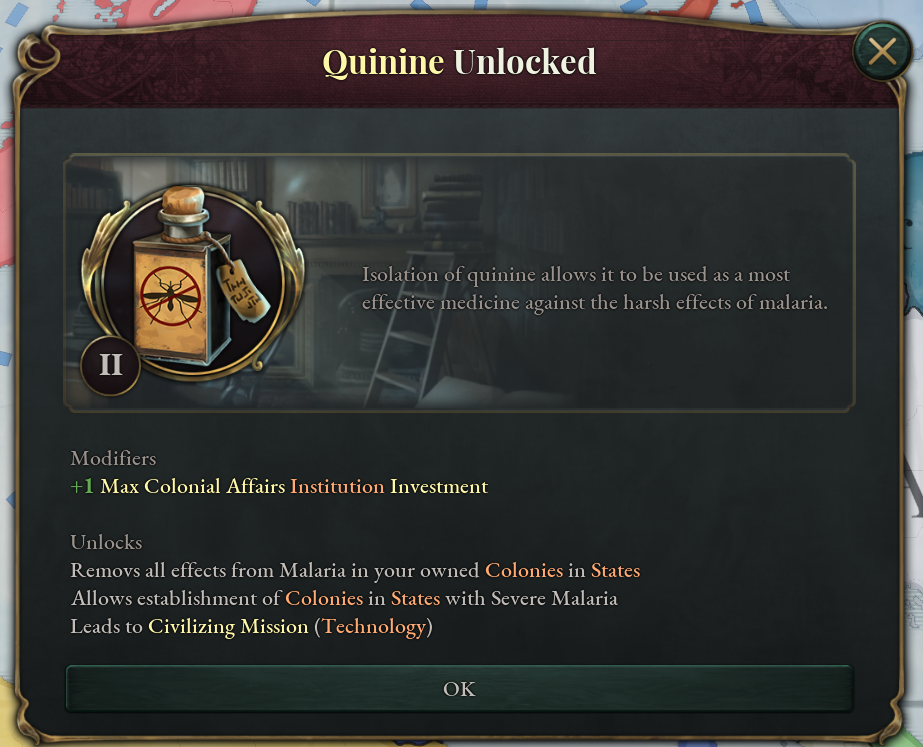 Quinine Unlocked
Isolation of quinine allows it to be used as a most
effective medicine against the harsh effects of malaria.
II
Modifiers
+1 Max Colonial Affairs Institution Investment
Unlocks
Removs all effects from Malaria in your owned Colonies in States
Allows establishment of Colonies in States with Severe Malaria
Leads to Civilizing Mission (Technology)
OK